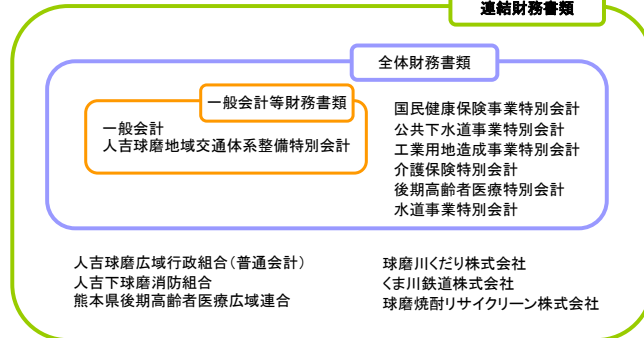 連結財務書類
全体財務書類
一般会計等財務書類
一般会計
人吉球磨地域交通体系整備特別会計
国民健康保険事業特別会計
公共下水道事業特別会計
工業用地造成事業特別会計
介護保険特別会計
後期高齢者医療特別会計
水道事業特別会計
人吉球磨広域行政組合(普通会計)
人吉下球磨消防組合
熊本県後期高齢者医療広域連合
球磨川くだり株式会社
くま川鉄道株式会社
球磨焼酎リサイクリーン株式会社